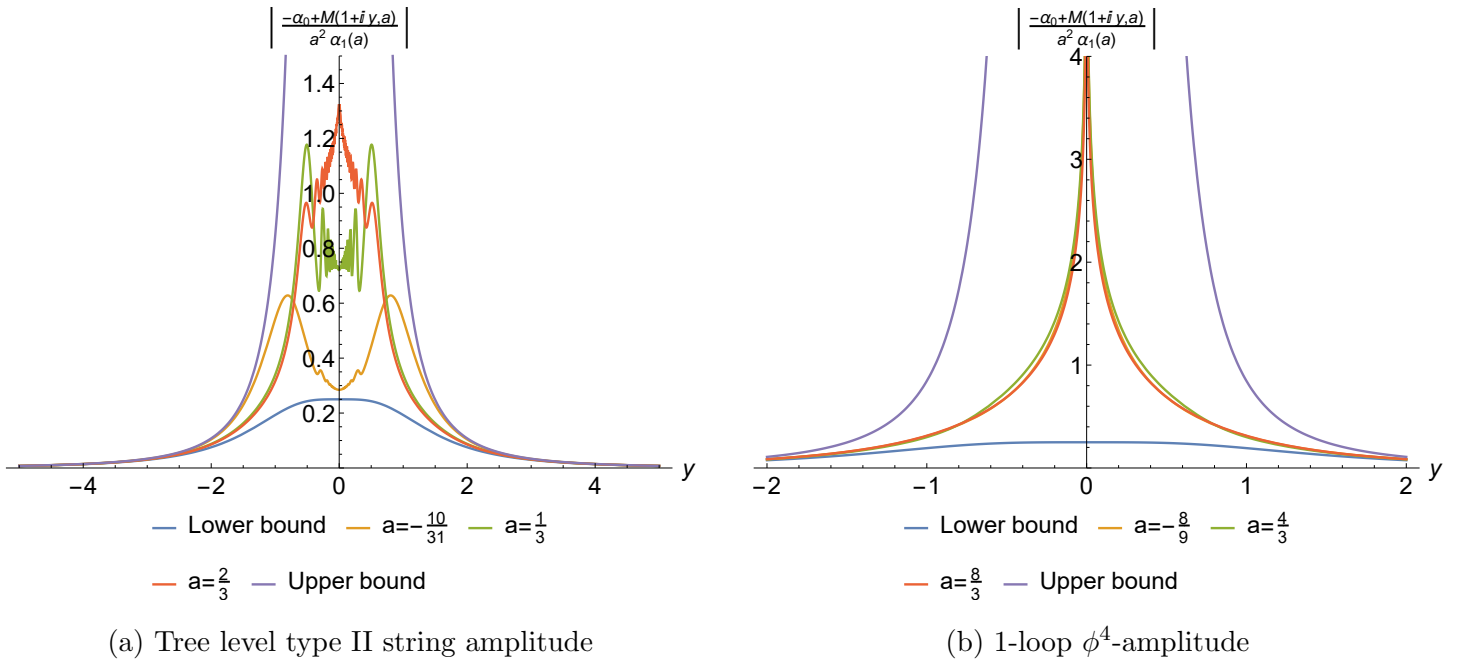 | (-α₀+M(1+ⅈ y,a)) / (a² α₁(a)) |
1.4
1.2
1.0
0.8
0.6
0.4
0.2
−4 −2 0 2 4 y
Lower bound a=-10/31 a=1/3
a=2/3 Upper bound
(a) Tree level type II string amplitude
| (-α₀+M(1+ⅈ y,a)) / (a² α₁(a)) |
4
3
2
1
−2 −1 0 1 2 y
Lower bound a=-8/9 a=4/3
a=8/3 Upper bound
(b) 1-loop ϕ⁴-amplitude